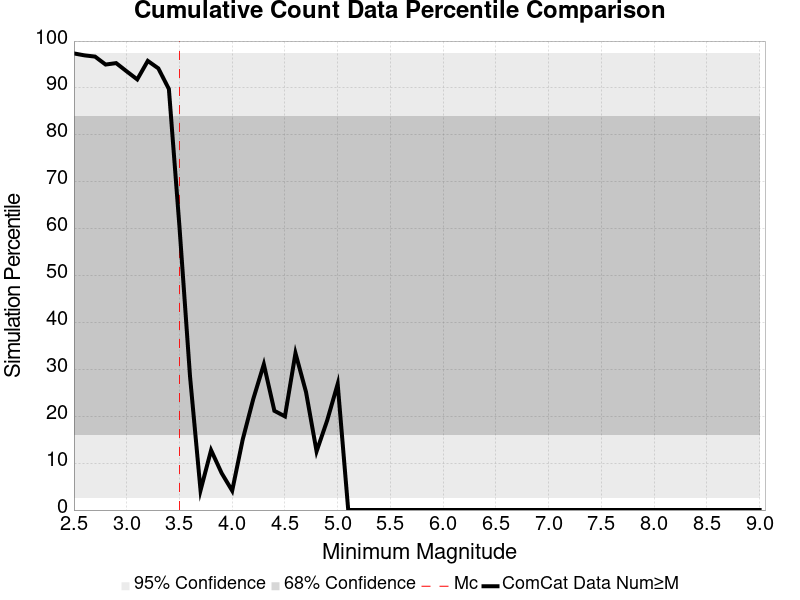 Cumulative Count Data Percentile Comparison
Simulation Percentile
100
90
80
70
60
50
40
30
20
10
0
2.5 3.0 3.5 4.0 4.5 5.0 5.5 6.0 6.5 7.0 7.5 8.0 8.5 9.0
Minimum Magnitude
95% Confidence 68% Confidence Mc ComCat Data Num≥M